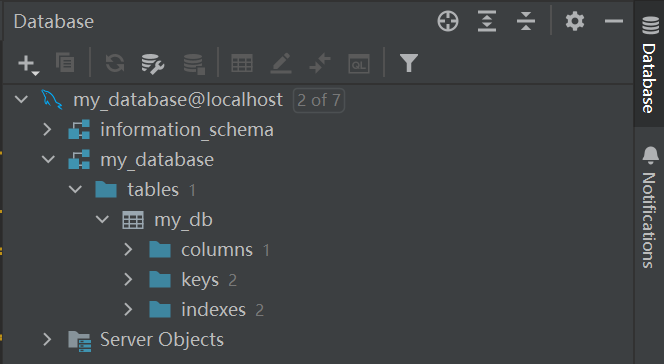 Database
QL
my_database@localhost 2 of 7
information_schema
my_database
tables 1
my_db
columns 1
keys 2
indexes 2
Server Objects
Database
Notifications